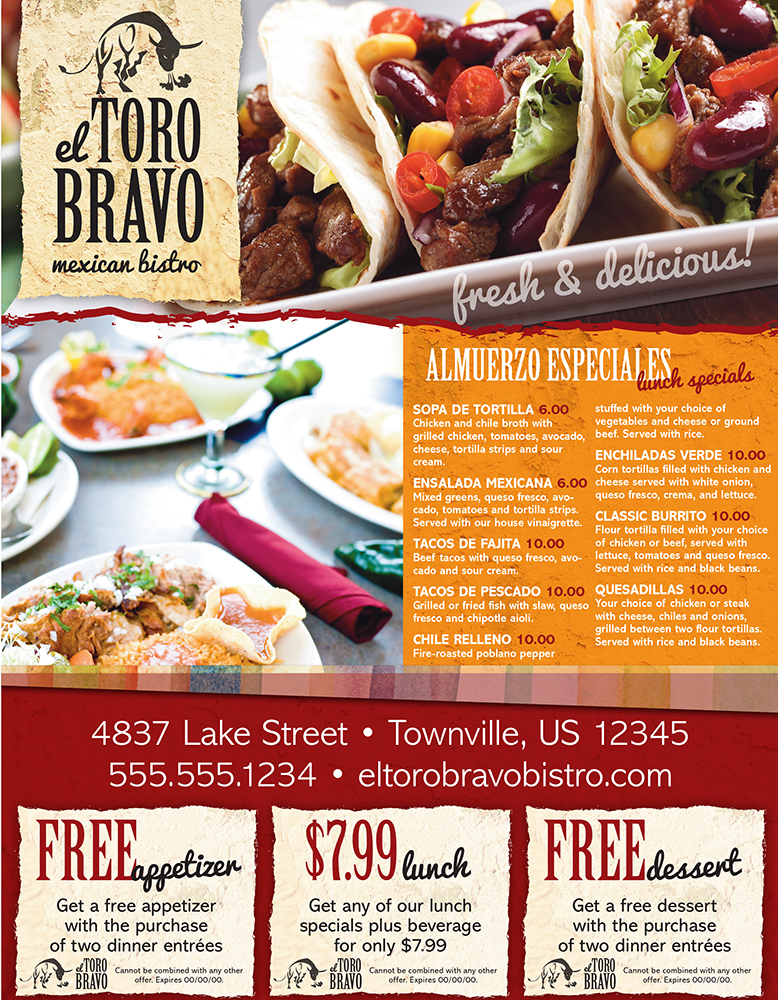 el TORO
BRAVO
mexican bistro
fresh & delicious!
ALMUERZO ESPECIALES
lunch specials
SOPA DE TORTILLA 6.00
Chicken and chile broth with
grilled chicken, tomatoes, avocado,
cheese, tortilla strips and sour
cream.
ENSALADA MEXICANA 6.00
Mixed greens, queso fresco, avo-
cado, tomatoes and tortilla strips.
Served with our house vinaigrette.
TACOS DE FAJITA 10.00
Beef tacos with queso fresco, avo-
cado and sour cream.
TACOS DE PESCADO 10.00
Grilled or fried fish with slaw, queso
fresco and chipotle aioli.
CHILE RELLENO 10.00
Fire-roasted poblano pepper
stuffed with your choice of
vegetables and cheese or ground
beef. Served with rice.
ENCHILADAS VERDE 10.00
Corn tortillas filled with chicken and
cheese served with white onion,
queso fresco, crema, and lettuce.
CLASSIC BURRITO 10.00
Flour tortilla filled with your choice
of chicken or beef, served with
lettuce, tomatoes and queso fresco.
Served with rice and black beans.
QUESADILLAS 10.00
Your choice of chicken or steak
with cheese, chiles and onions,
grilled between two flour tortillas.
Served with rice and black beans.
4837 Lake Street • Townville, US 12345
555.555.1234 • eltorobravobistro.com
FREE appetizer
Get a free appetizer
with the purchase
of two dinner entrées
el TORO
BRAVO
Cannot be combined with any other
offer. Expires 00/00/00.
$7.99 lunch
Get any of our lunch
specials plus beverage
for only $7.99
el TORO
BRAVO
Cannot be combined with any other
offer. Expires 00/00/00.
FREE dessert
Get a free dessert
with the purchase
of two dinner entrées
el TORO
BRAVO
Cannot be combined with any other
offer. Expires 00/00/00.